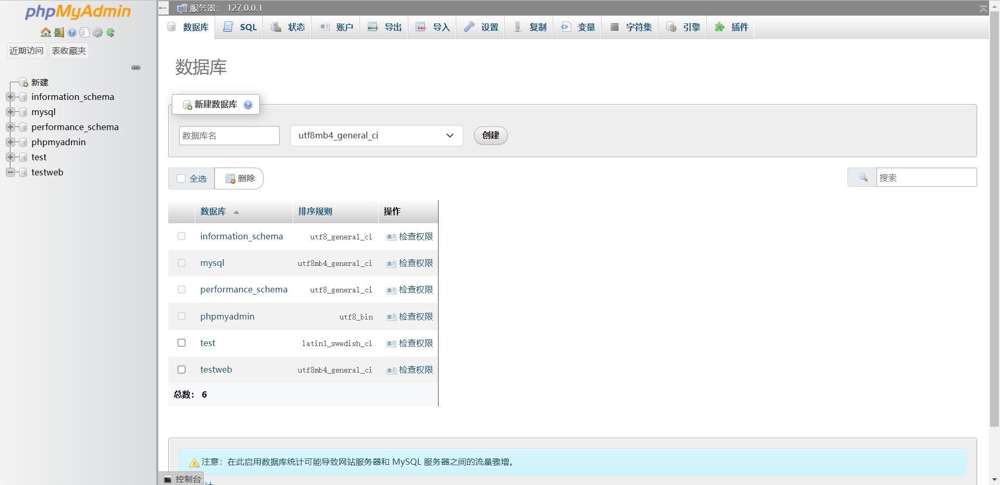 phpMyAdmin
近期访问 表收藏夹
新建
information_schema
mysql
performance_schema
phpmyadmin
test
testweb
服务器： 127.0.0.1
数据库 SQL 状态 账户 导出 导入 设置 复制 变量 字符集 引擎 插件
数据库
新建数据库
数据库名 utf8mb4_general_ci 创建
全选 删除 搜索
数据库 排序规则 操作
information_schema utf8_general_ci 检查权限
mysql utf8mb4_general_ci 检查权限
performance_schema utf8_general_ci 检查权限
phpmyadmin utf8_bin 检查权限
test latin1_swedish_ci 检查权限
testweb utf8mb4_general_ci 检查权限
总数： 6
注意：在此启用数据库统计可能导致网站服务器和 MySQL 服务器之间的流量骤增。
控制台